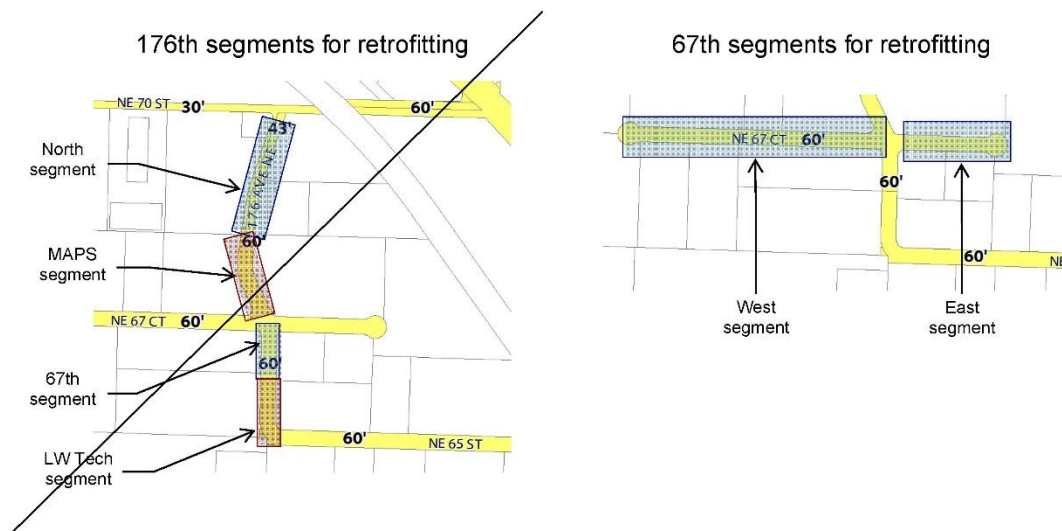 176th segments for retrofitting
NE 70 ST 30' 60'
43'
North
segment
176 AVE NE
60'
MAPS
segment
NE 67 CT 60'
67th
segment
60'
60' NE 65 ST
LW Tech
segment
67th segments for retrofitting
NE 67 CT 60'
60'
60' NE
West
segment
East
segment